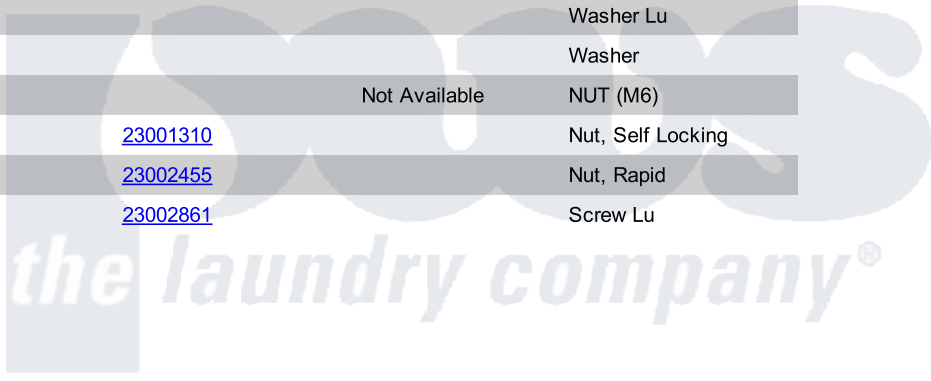 Washer Lu
Washer
Not Available NUT (M6)
23001310 Nut, Self Locking
23002455 Nut, Rapid
23002861 Screw Lu
the laundry company®